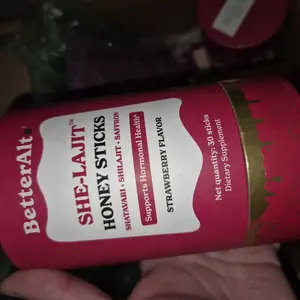 BetterAlt
SHE-LAJIT™
HONEY STICKS
SHATAVARI • SHILAJIT • SAFFRON
Supports Hormonal Health*
STRAWBERRY FLAVOR
Net quantity: 30 sticks
Dietary Supplement